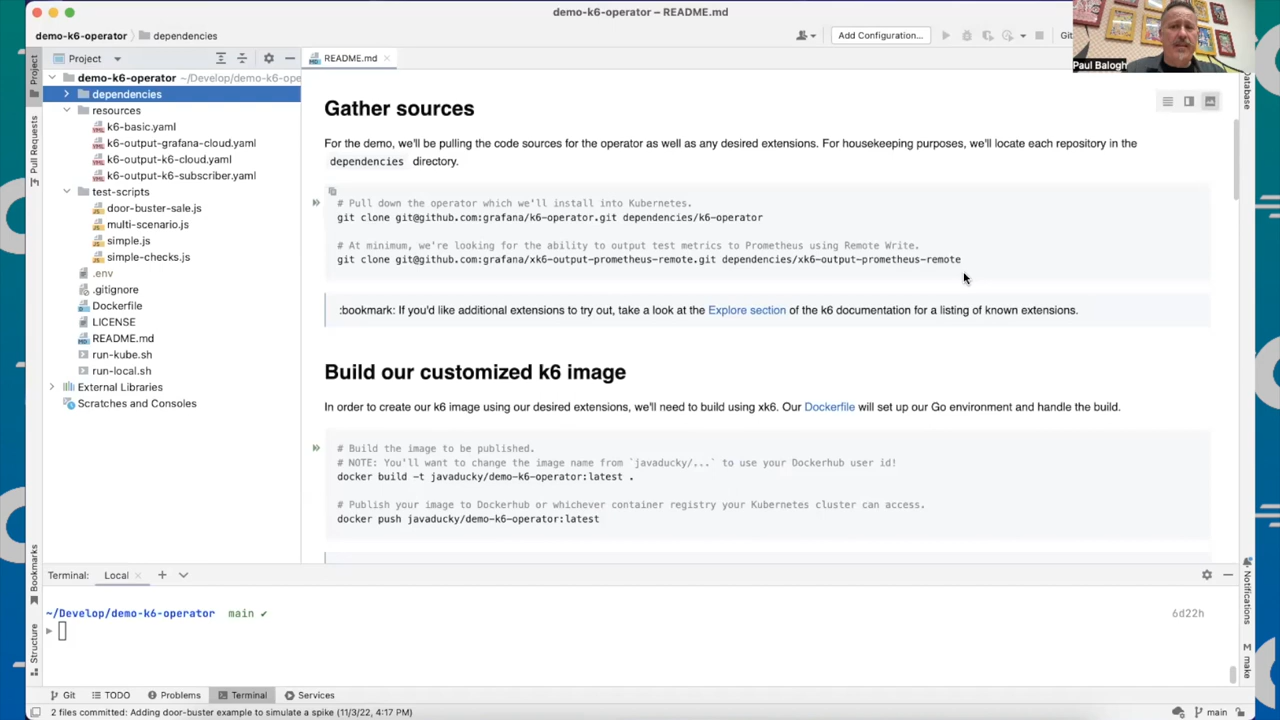 demo-k6-operator – README.md
demo-k6-operator
dependencies
Add Configuration...
Git
Paul Balogh
Project
Project
README.md
demo-k6-operator ~/Develop/demo-k6-ope
dependencies
resources
k6-basic.yaml
k6-output-grafana-cloud.yaml
k6-output-k6-cloud.yaml
k6-output-k6-subscriber.yaml
test-scripts
door-buster-sale.js
multi-scenario.js
simple.js
simple-checks.js
.env
.gitignore
Dockerfile
LICENSE
README.md
run-kube.sh
run-local.sh
External Libraries
Scratches and Consoles
Pull Requests
Bookmarks
Structure
Gather sources
For the demo, we'll be pulling the code sources for the operator as well as any desired extensions. For housekeeping purposes, we'll locate each repository in the
dependencies directory.
# Pull down the operator which we'll install into Kubernetes.
git clone git@github.com:grafana/k6-operator.git dependencies/k6-operator
# At minimum, we're looking for the ability to output test metrics to Prometheus using Remote Write.
git clone git@github.com:grafana/xk6-output-prometheus-remote.git dependencies/xk6-output-prometheus-remote
:bookmark: If you'd like additional extensions to try out, take a look at the Explore section of the k6 documentation for a listing of known extensions.
Build our customized k6 image
In order to create our k6 image using our desired extensions, we'll need to build using xk6. Our Dockerfile will set up our Go environment and handle the build.
# Build the image to be published.
# NOTE: You'll want to change the image name from `javaducky/...` to use your Dockerhub user id!
docker build -t javaducky/demo-k6-operator:latest .
# Publish your image to Dockerhub or whichever container registry your Kubernetes cluster can access.
docker push javaducky/demo-k6-operator:latest
Database
Notifications
make
Terminal: Local
~/Develop/demo-k6-operator main ✔
6d22h
Git
TODO
Problems
Terminal
Services
2 files committed: Adding door-buster example to simulate a spike (11/3/22, 4:17 PM)
main